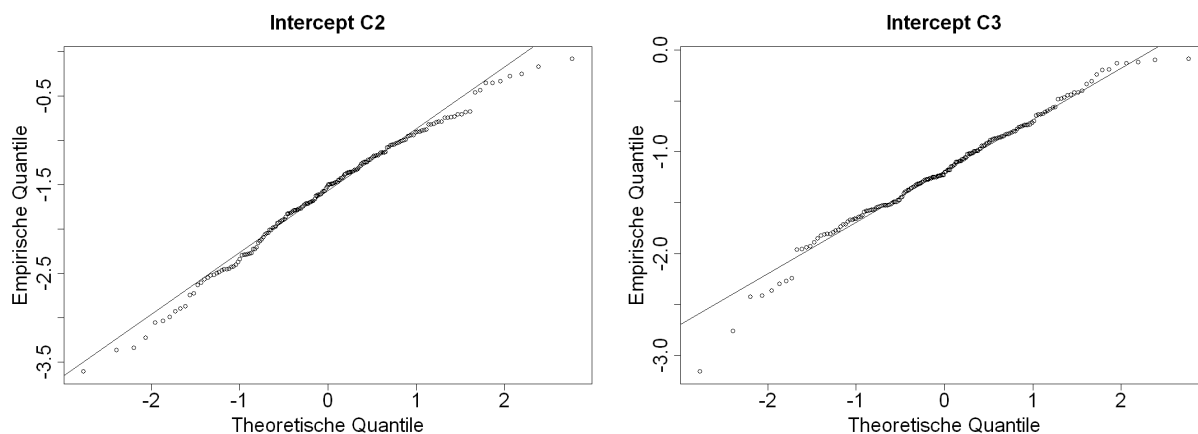 Intercept C2
Empirische Quantile
-0.5
-1.5
-2.5
-3.5
-2 -1 0 1 2
Theoretische Quantile
Intercept C3
Empirische Quantile
0.0
-1.0
-2.0
-3.0
-2 -1 0 1 2
Theoretische Quantile